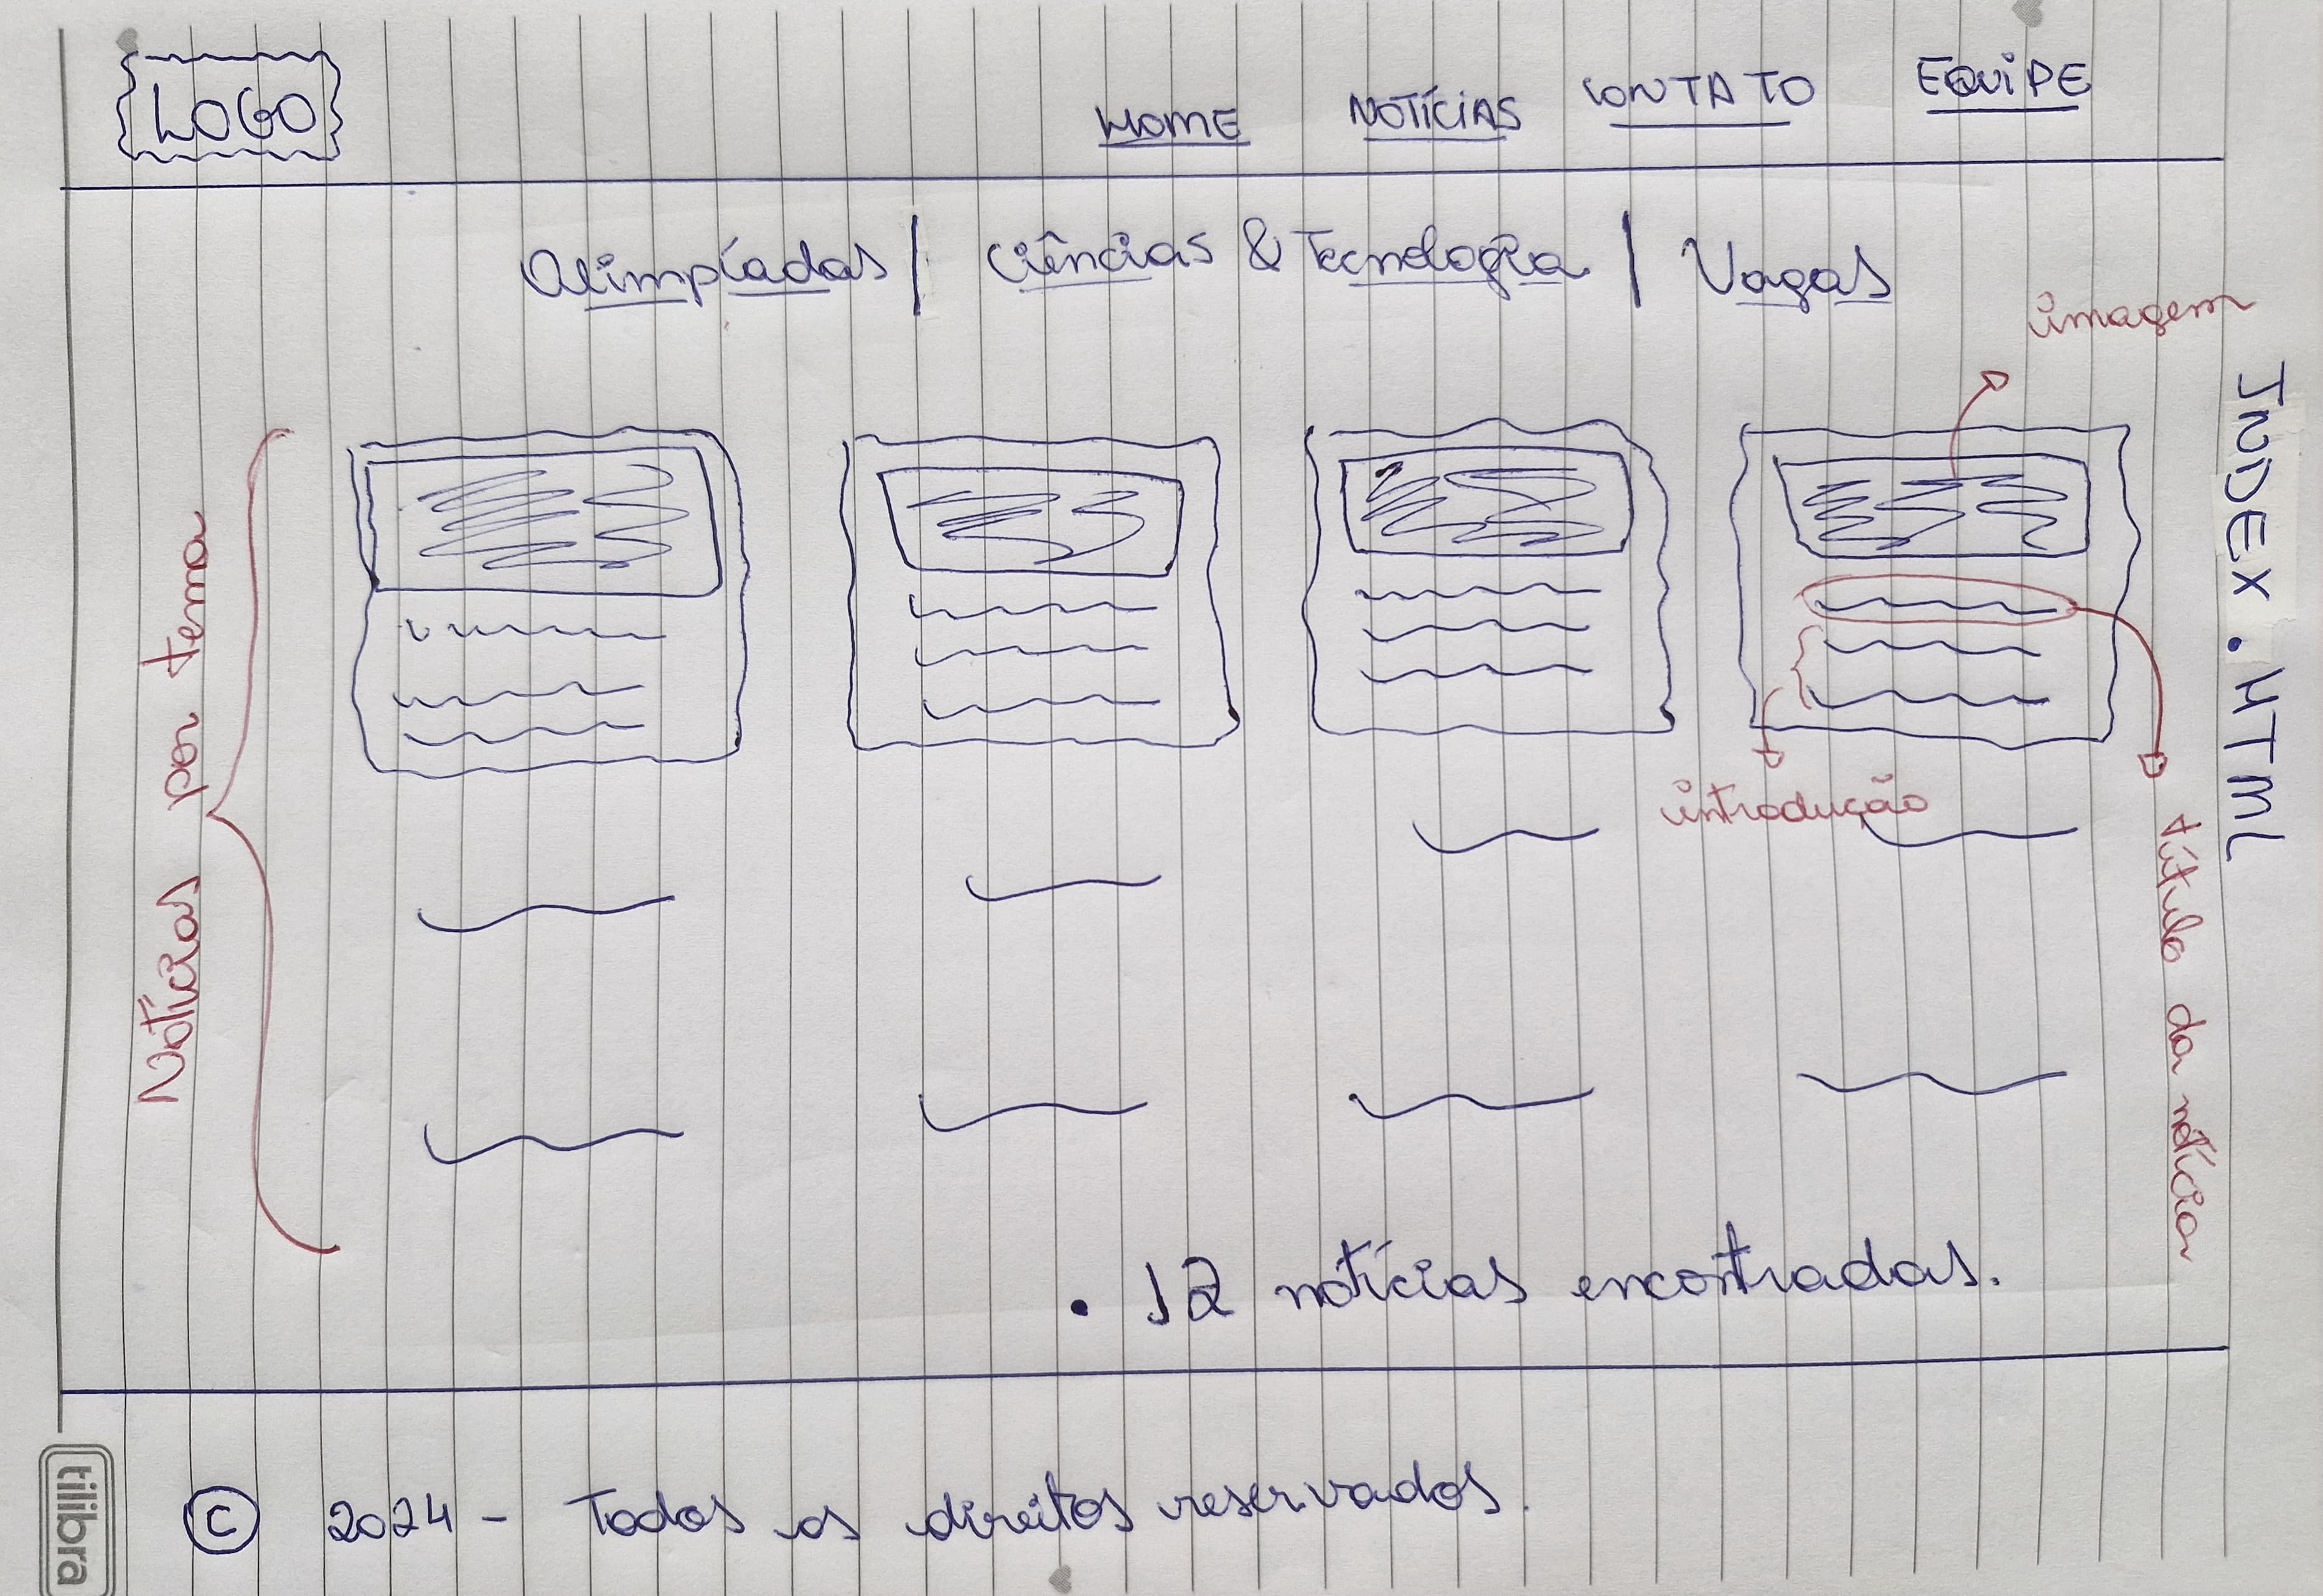 LOGO
HOME NOTÍCIAS CONTATO EQUIPE
Olimpíadas | Ciências & Tecnologia | Vagas
imagem
INDEX.HTML
Notícias por tema
introdução
título da notícia
• 12 notícias encontradas.
© 2024 - Todos os direitos reservados.
tilibra